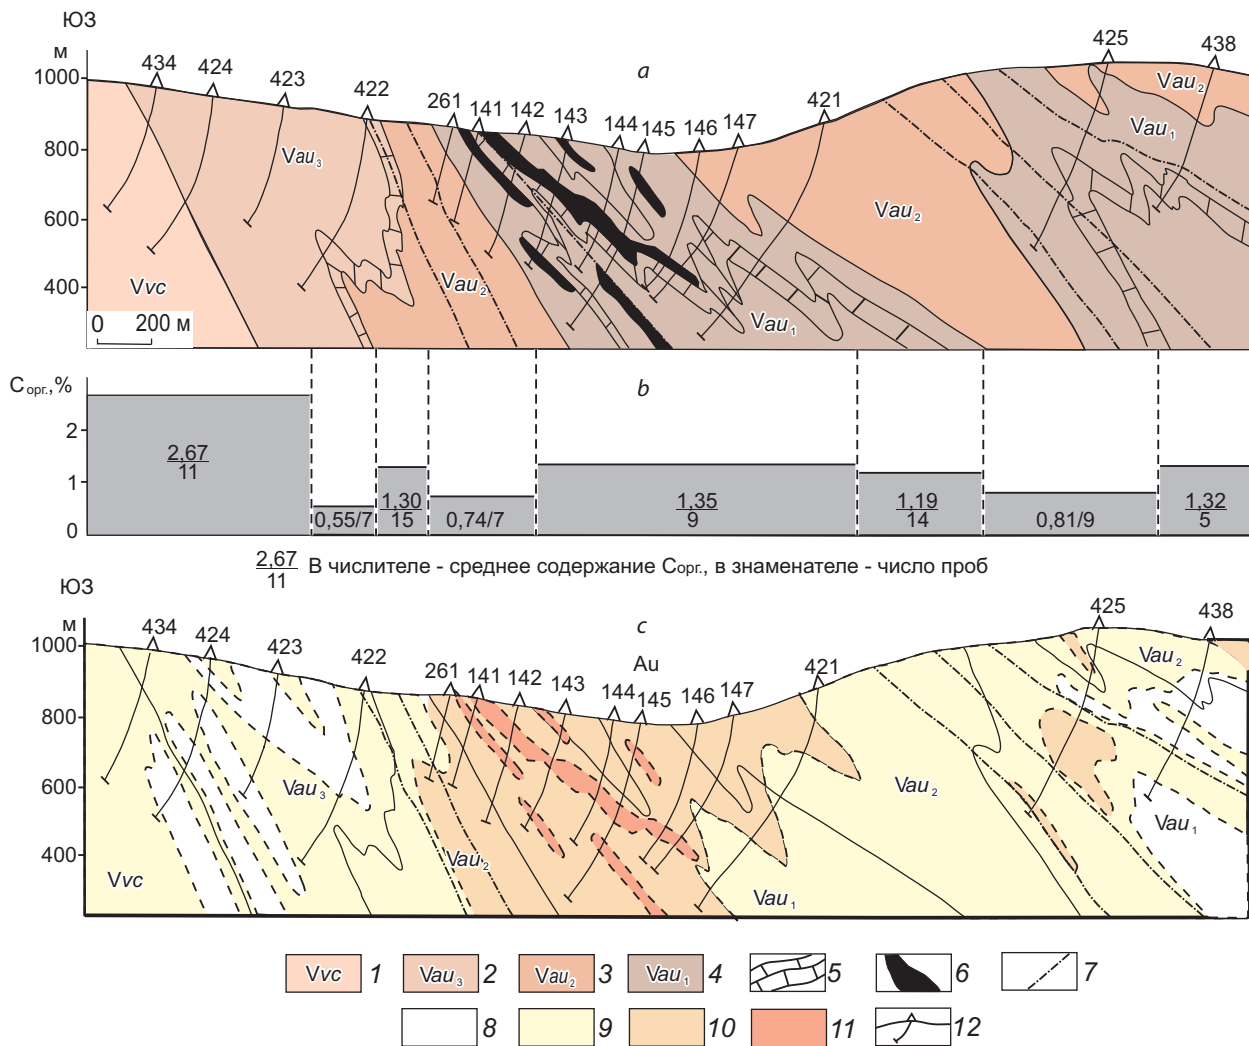 ЮЗ
м
a
434 424 423 422 261 141 142 143 144 145 146 147 421 425 438
1000
800
600
400
Vau₃
Vau₂
Vau₁
Vau₂
Vvc
Vau₂
Vau₁
0 200 м
Cорг.,%
b
2
1
0
2,67
11
0,55/7
1,30
15
0,74/7
1,35
9
1,19
14
0,81/9
1,32
5
2,67
11
В числителе - среднее содержание Cорг., в знаменателе - число проб
ЮЗ
м
c
Au
434 424 423 422 261 141 142 143 144 145 146 147 421 425 438
1000
800
600
400
Vau₂
Vau₃
Vau₂
Vau₁
Vau₂
Vvc
Vau₁
Vvc 1 Vau₃ 2 Vau₂ 3 Vau₁ 4 5 6 7
8 9 10 11 12